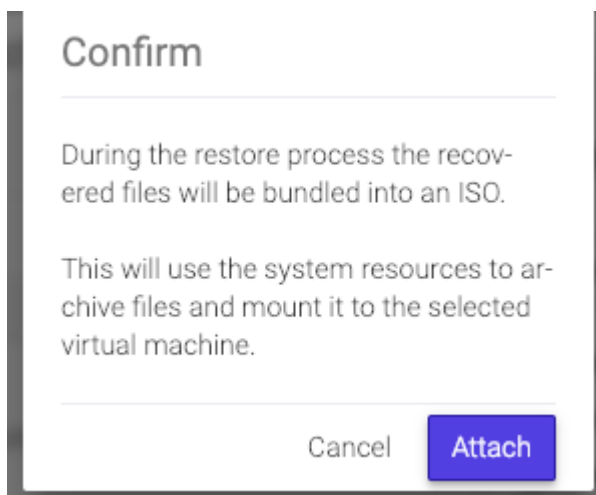 Confirm
During the restore process the recov-
ered files will be bundled into an ISO.
This will use the system resources to ar-
chive files and mount it to the selected
virtual machine.
Cancel Attach